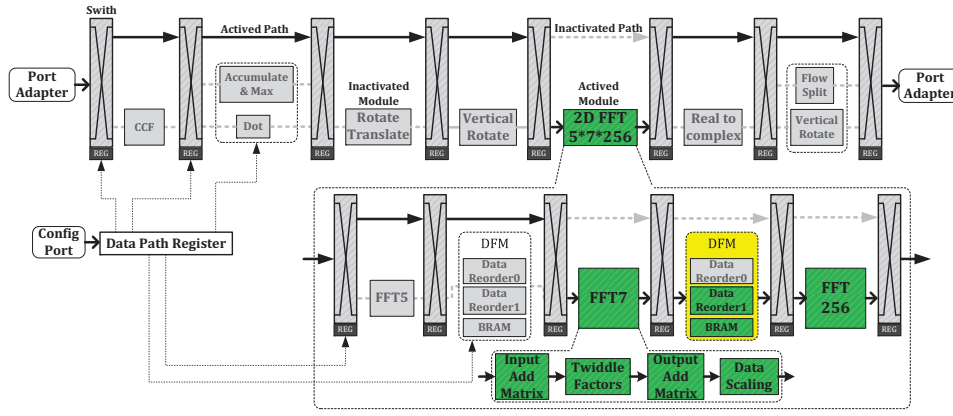 Swith
Actived Path
Inactivated Path
Port
Adapter
CCF
Accumulate
& Max
Dot
Inactivated
Module
Rotate
Translate
Vertical
Rotate
Actived
Module
2D FFT
5*7*256
Real to
complex
Flow
Split
Vertical
Rotate
Port
Adapter
REG
REG
REG
REG
REG
REG
REG
REG
Config
Port
Data Path Register
DFM
Data
Reorder0
Data
Reorder1
BRAM
FFT5
FFT7
DFM
Data
Reorder0
Data
Reorder1
BRAM
FFT
256
REG
REG
REG
REG
REG
REG
Input
Add
Matrix
Twiddle
Factors
Output
Add
Matrix
Data
Scaling